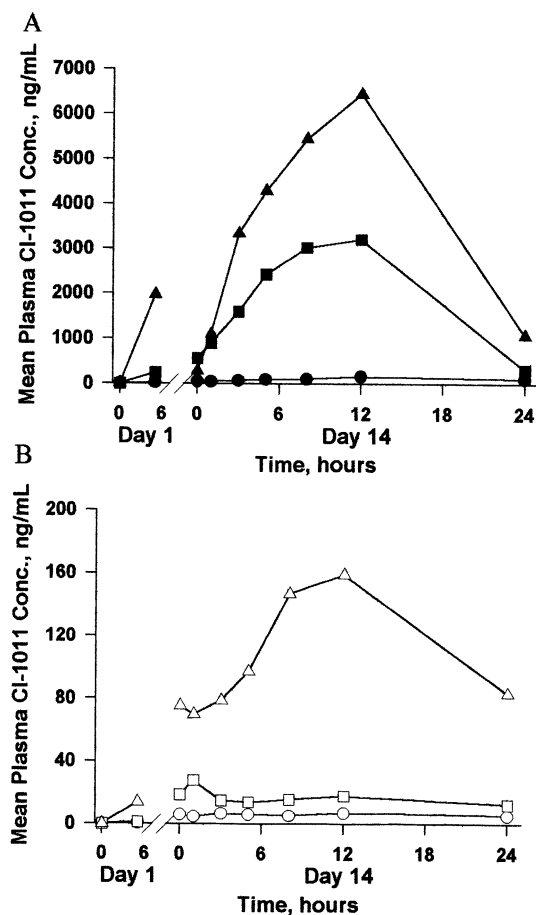 A
Mean Plasma CI-1011 Conc., ng/mL
7000
6000
5000
4000
3000
2000
1000
0
0 6 0 6 12 18 24
Day 1 Day 14
Time, hours
B
Mean Plasma CI-1011 Conc., ng/mL
200
160
120
80
40
0
0 6 0 6 12 18 24
Day 1 Day 14
Time, hours